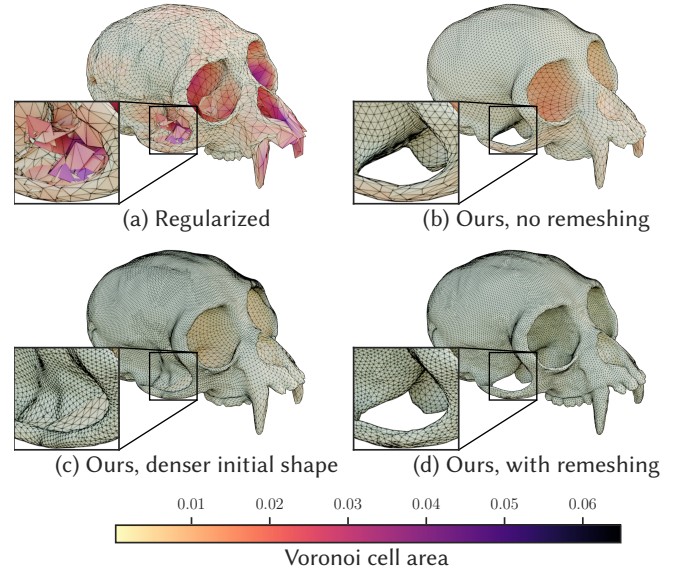 (a) Regularized
(b) Ours, no remeshing
(c) Ours, denser initial shape
(d) Ours, with remeshing
0.01 0.02 0.03 0.04 0.05 0.06
Voronoi cell area